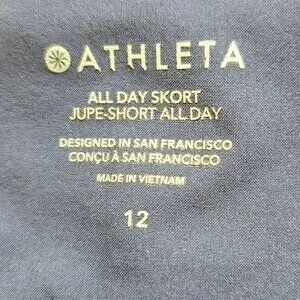 ATHLETA
ALL DAY SKORT
JUPE-SHORT ALL DAY
DESIGNED IN SAN FRANCISCO
CONÇU À SAN FRANCISCO
MADE IN VIETNAM
12